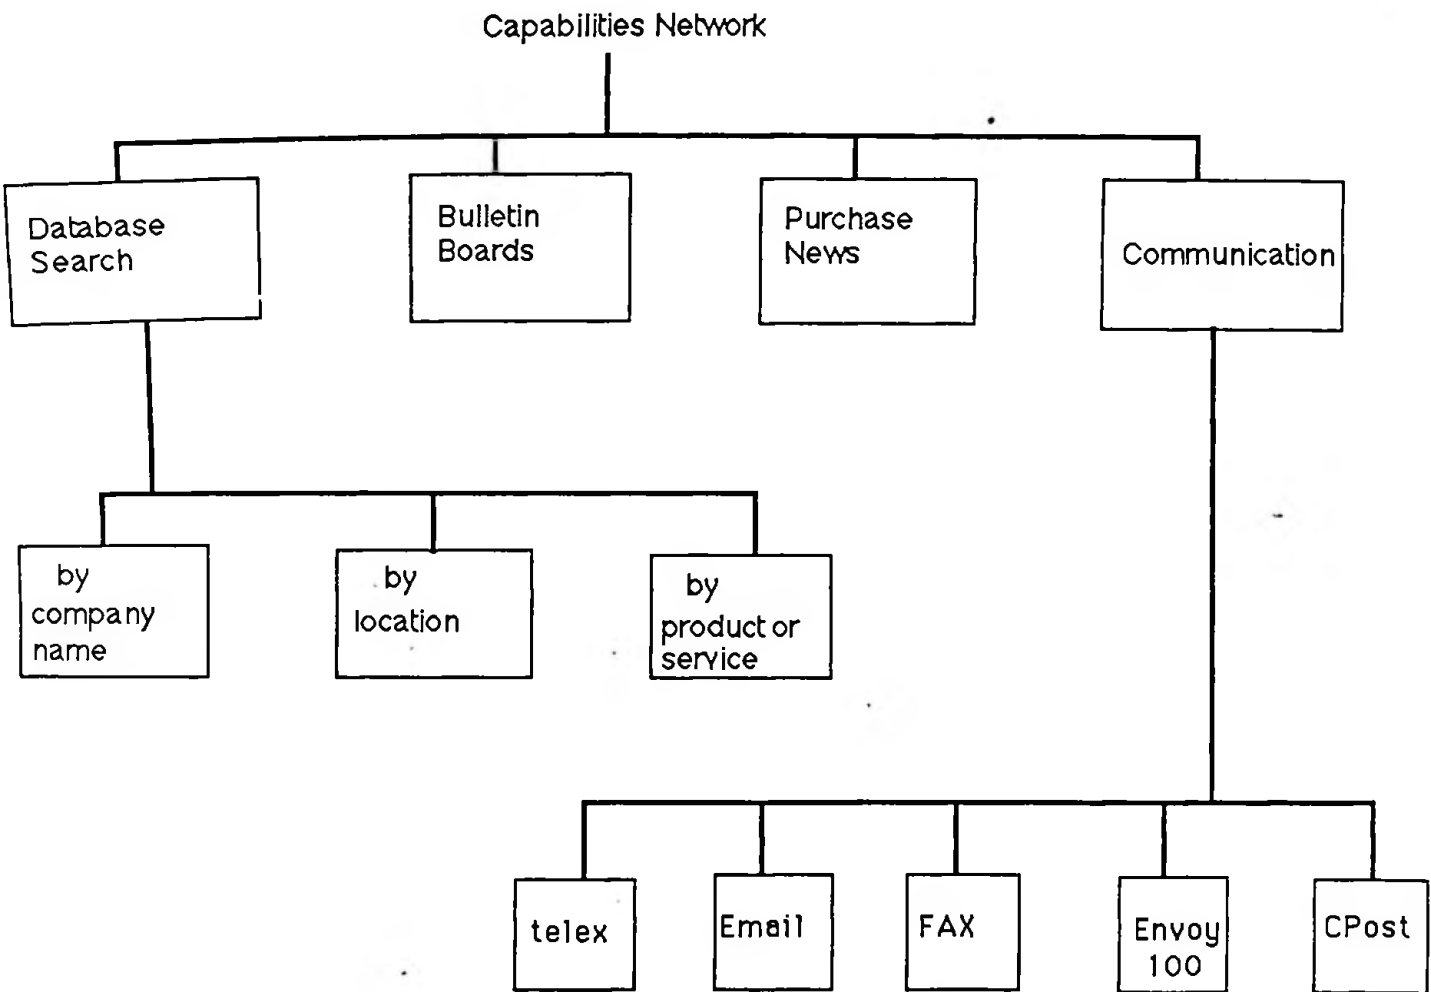 Capabilities Network
Database
Search
Bulletin
Boards
Purchase
News
Communication
by
company
name
by
location
by
product or
service
telex
Email
FAX
Envoy
100
CPost